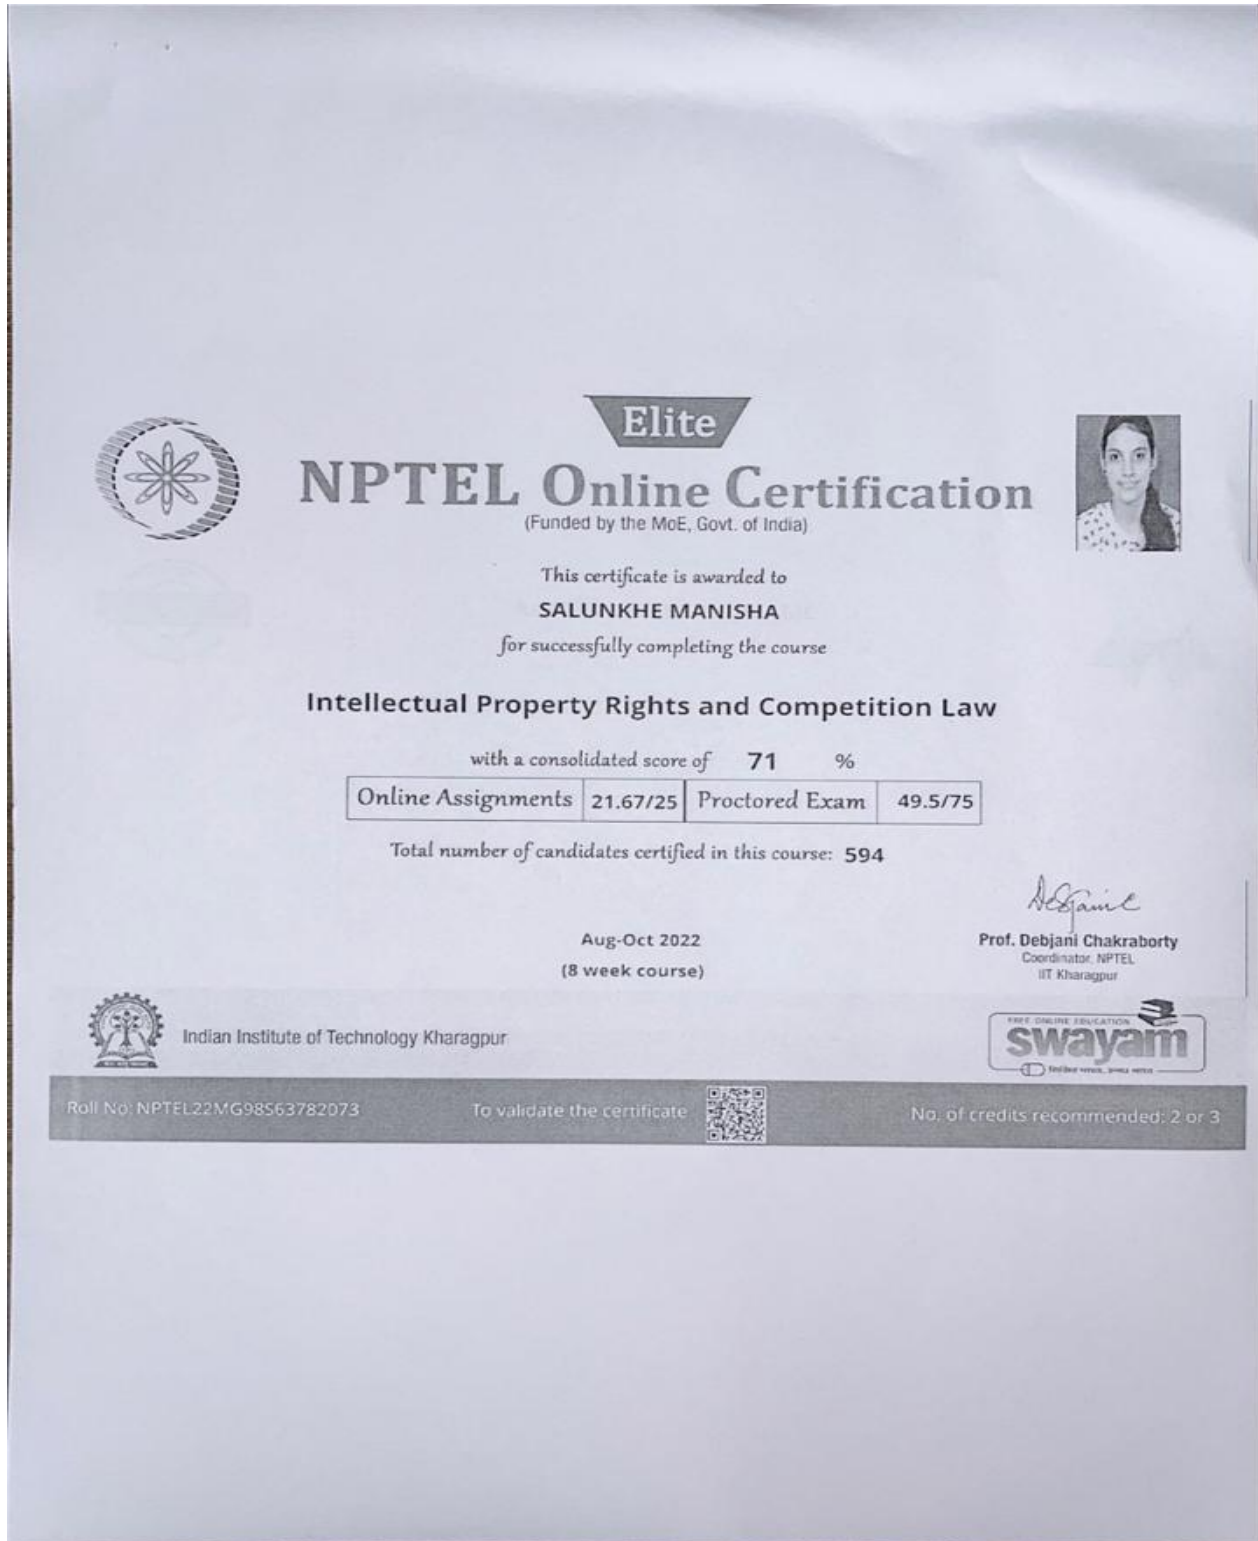 Elite
NPTEL Online Certification
(Funded by the MoE, Govt. of India)
This certificate is awarded to
SALUNKHE MANISHA
for successfully completing the course
Intellectual Property Rights and Competition Law
with a consolidated score of 71 %
Online Assignments 21.67/25 Proctored Exam 49.5/75
Total number of candidates certified in this course: 594
Aug-Oct 2022
(8 week course)
Prof. Debjani Chakraborty
Coordinator, NPTEL
IIT Kharagpur
Indian Institute of Technology Kharagpur
FREE ONLINE EDUCATION
swayam
Roll No: NPTEL22MG98S63782073 To validate the certificate No. of credits recommended: 2 or 3